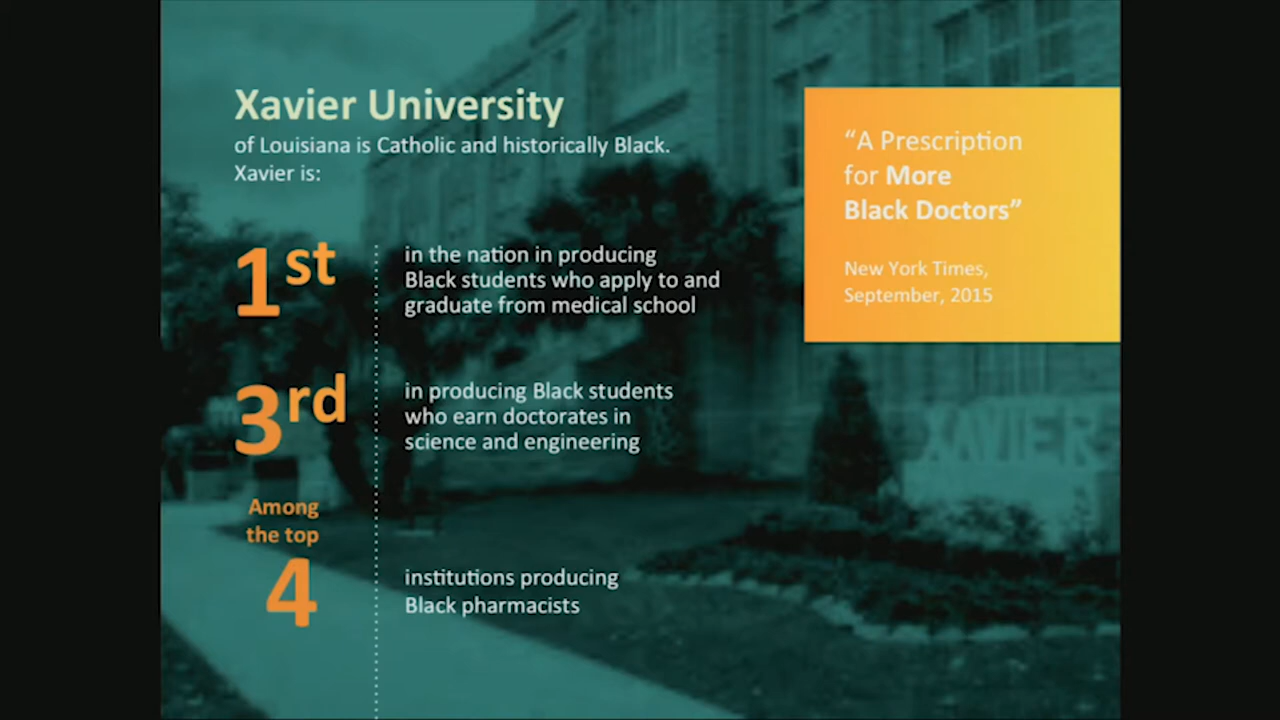 Xavier University
of Louisiana is Catholic and historically Black.
Xavier is:
1st
in the nation in producing
Black students who apply to and
graduate from medical school
3rd
in producing Black students
who earn doctorates in
science and engineering
Among
the top
4
institutions producing
Black pharmacists
“A Prescription
for More
Black Doctors”
New York Times,
September, 2015
XAVIER